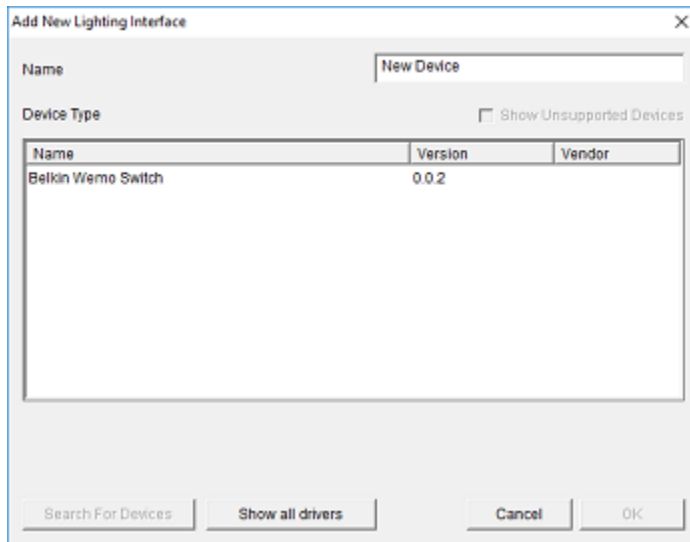 Add New Lighting Interface
Name New Device
Device Type Show Unsupported Devices
Name Version Vendor
Belkin Wemo Switch 0.0.2
Search For Devices Show all drivers Cancel OK